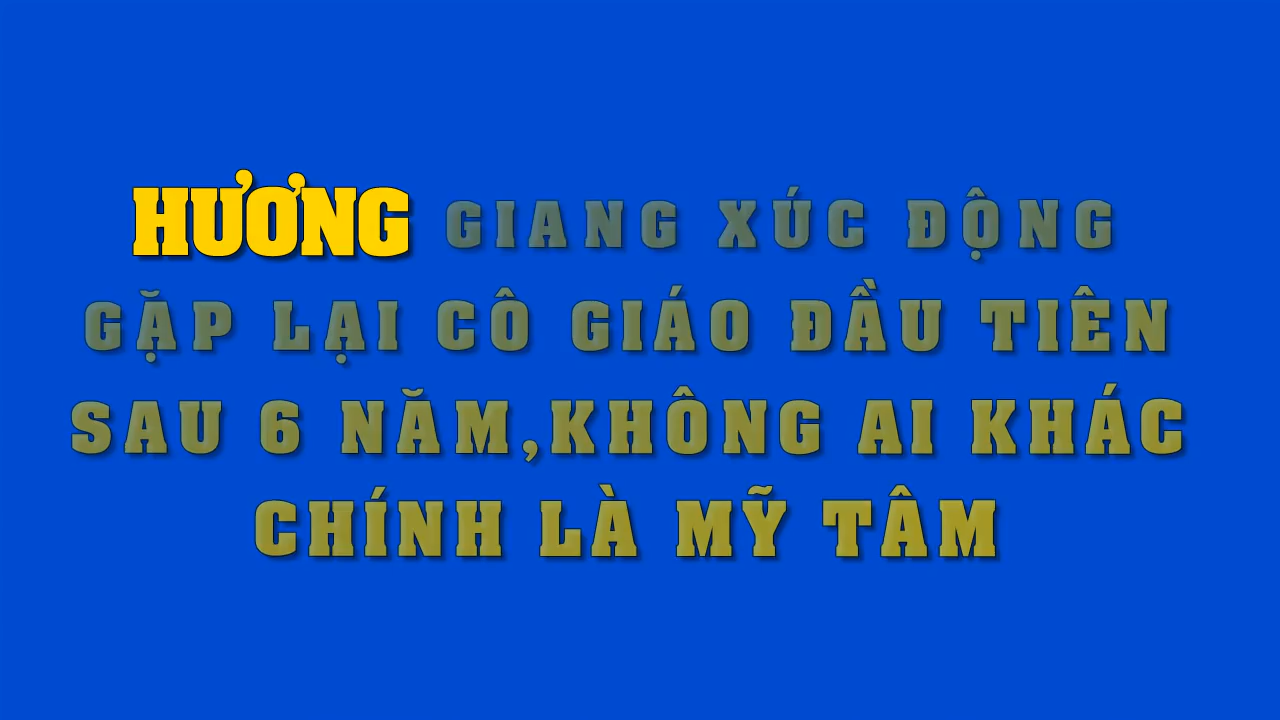 HƯƠNG GIANG XÚC ĐỘNG
GẶP LẠI CÔ GIÁO ĐẦU TIÊN
SAU 6 NĂM,KHÔNG AI KHÁC
CHÍNH LÀ MỸ TÂM